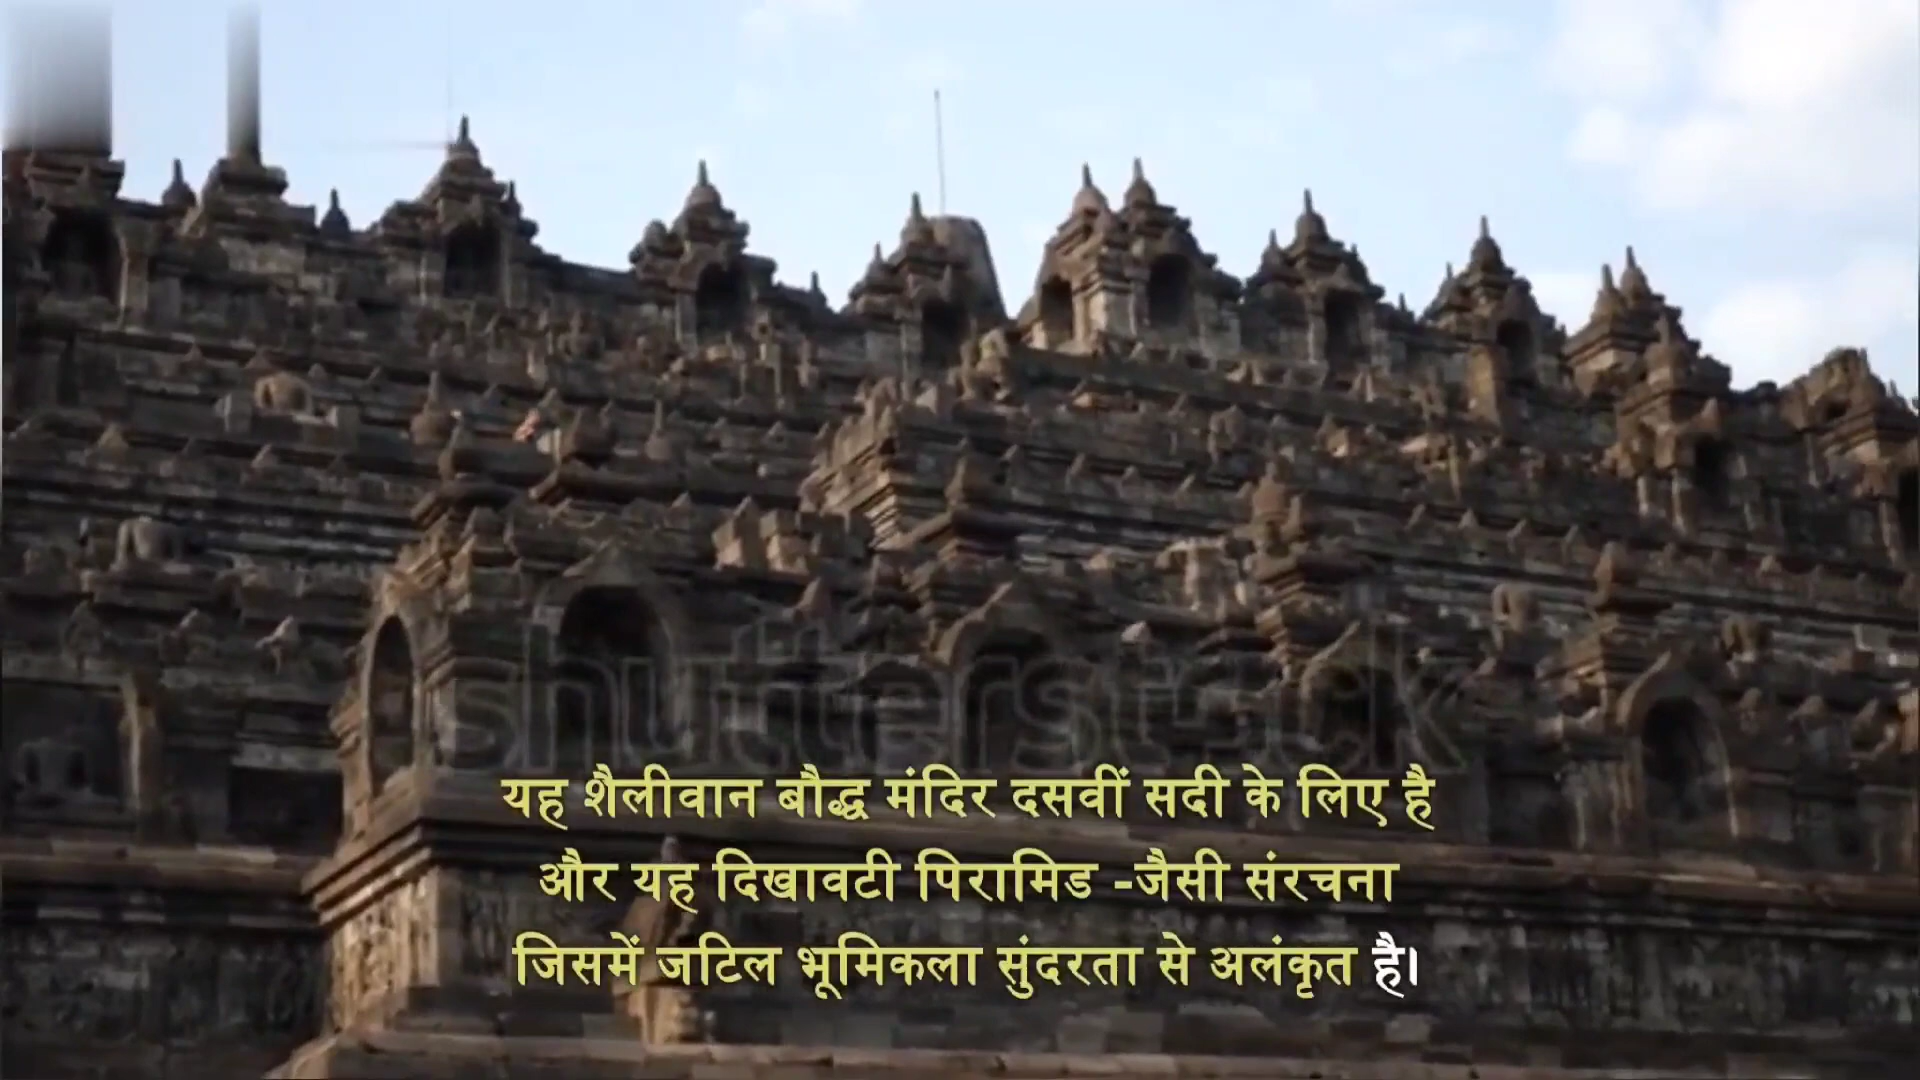 shutterstock
यह शैलीवान बौद्ध मंदिर दसवीं सदी के लिए है
और यह दिखावटी पिरामिड -जैसी संरचना
जिसमें जटिल भूमिकला सुंदरता से अलंकृत है।